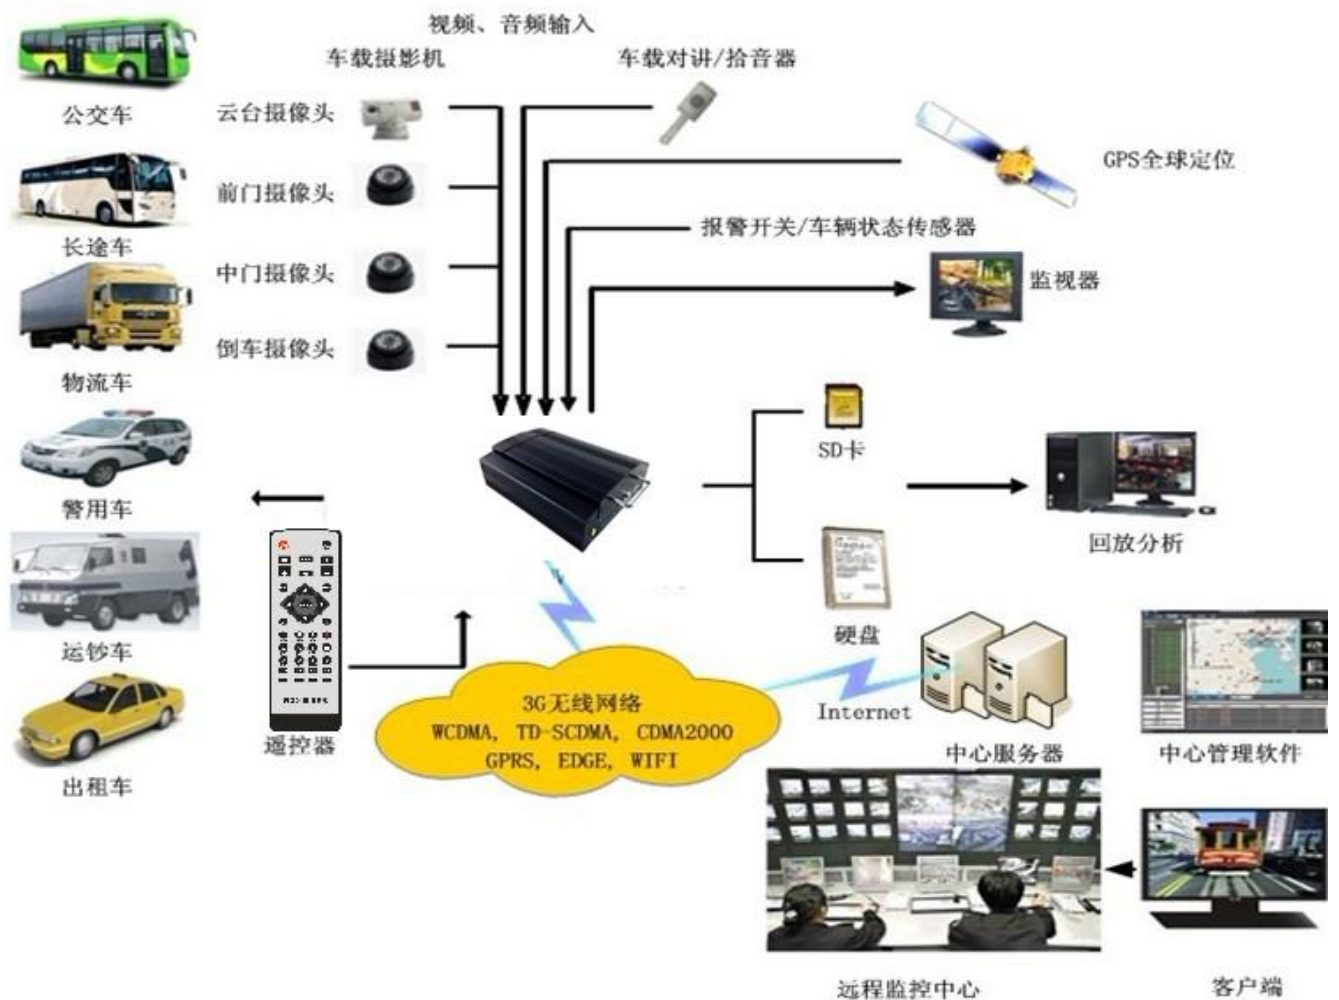 视频、音频输入
车载摄影机
车载对讲/拾音器
公交车
云台摄像头
GPS全球定位
长途车
前门摄像头
报警开关/车辆状态传感器
中门摄像头
监视器
物流车
倒车摄像头
SD卡
警用车
回放分析
运钞车
硬盘
遥控器
3G无线网络
WCDMA, TD-SCDMA, CDMA2000
GPRS, EDGE, WIFI
Internet
中心服务器
中心管理软件
出租车
远程监控中心
客户端